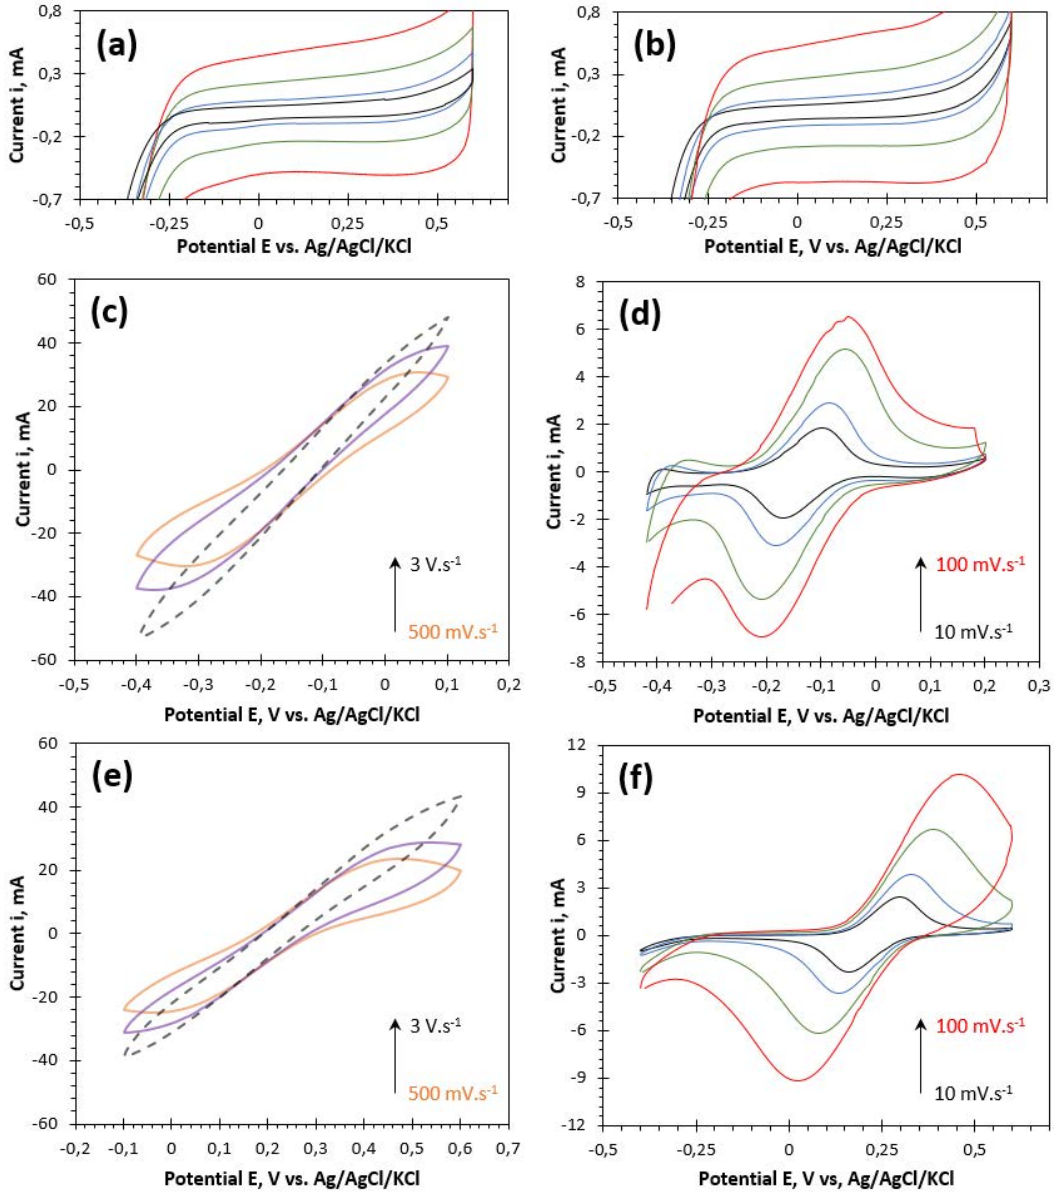 (a)
Current i, mA
0,8
0,3
-0,2
-0,7
-0,5 -0,25 0 0,25 0,5
Potential E vs. Ag/AgCl/KCl
(b)
Current i, mA
0,8
0,3
-0,2
-0,7
-0,5 -0,25 0 0,25 0,5
Potential E, V vs. Ag/AgCl/KCl
(c)
Current i, mA
60
40
20
0
-20
-40
-60
3 V.s-1
500 mV.s-1
-0,5 -0,4 -0,3 -0,2 -0,1 0 0,1 0,2
Potential E, V vs. Ag/AgCl/KCl
(d)
Current i, mA
8
6
4
2
0
-2
-4
-6
-8
100 mV.s-1
10 mV.s-1
-0,5 -0,4 -0,3 -0,2 -0,1 0 0,1 0,2 0,3
Potential E, V vs. Ag/AgCl/KCl
(e)
Current i, mA
60
40
20
0
-20
-40
-60
3 V.s-1
500 mV.s-1
-0,2 -0,1 0 0,1 0,2 0,3 0,4 0,5 0,6 0,7
Potential E, V vs. Ag/AgCl/KCl
(f)
Current i, mA
12
9
6
3
0
-3
-6
-9
-12
100 mV.s-1
10 mV.s-1
-0,5 -0,25 0 0,25 0,5
Potential E, V vs, Ag/AgCl/KCl